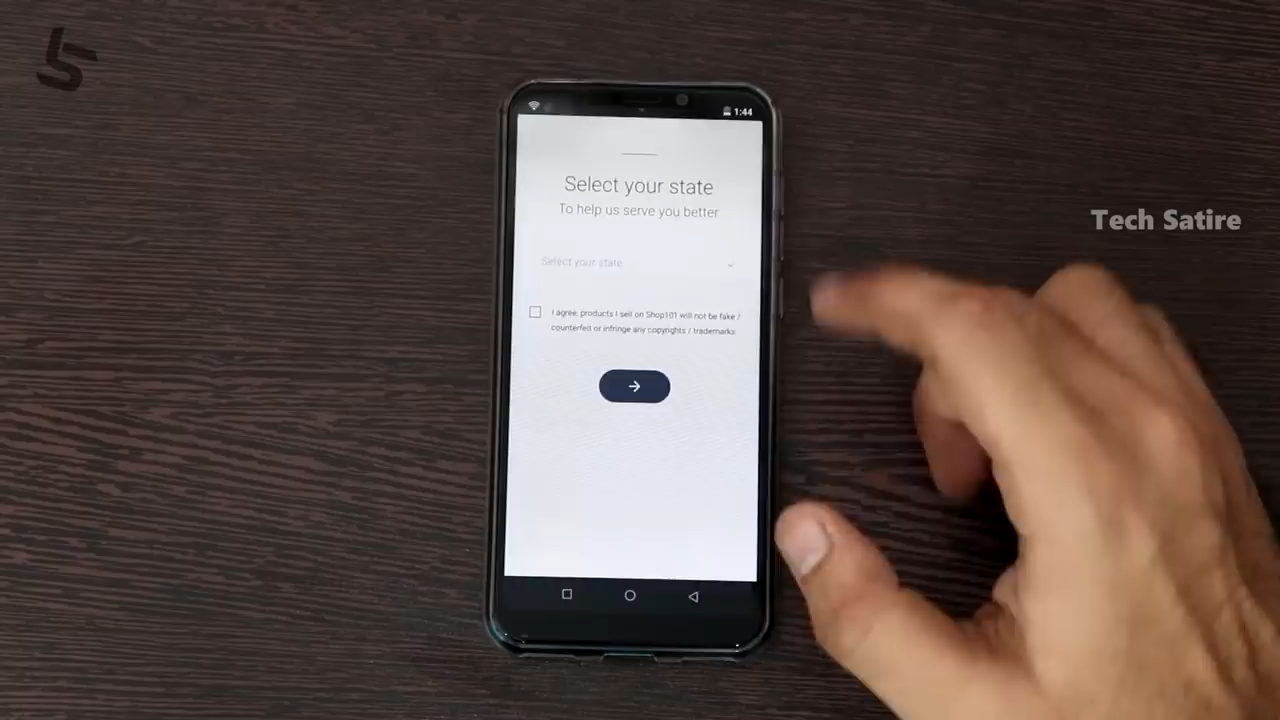 1:44
Select your state
To help us serve you better
Tech Satire
Select your state
I agree, products I sell on Shop101 will not be fake /
counterfeit or infringe any copyrights / trademarks